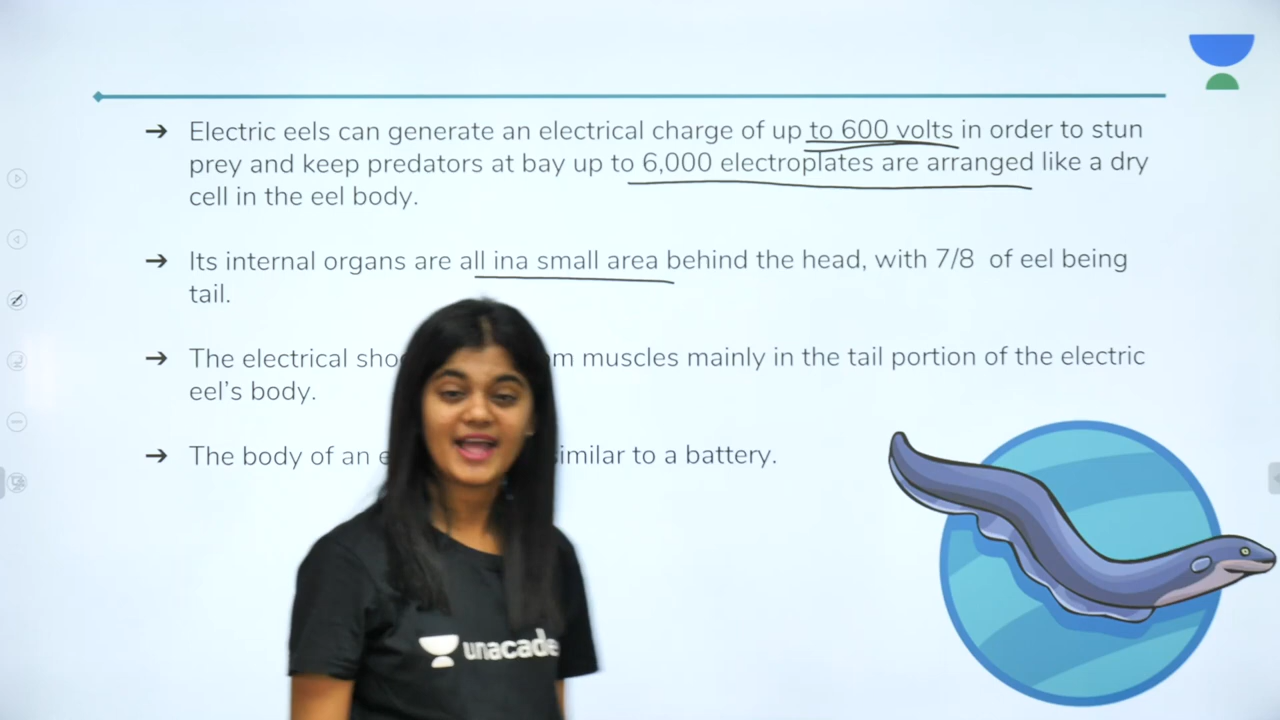 → Electric eels can generate an electrical charge of up to 600 volts in order to stun
prey and keep predators at bay up to 6,000 electroplates are arranged like a dry
cell in the eel body.
→ Its internal organs are all ina small area behind the head, with 7/8 of eel being
tail.
→ The electrical muscles mainly in the tail portion of the electric
eel's body.
→ The body of an to a battery.